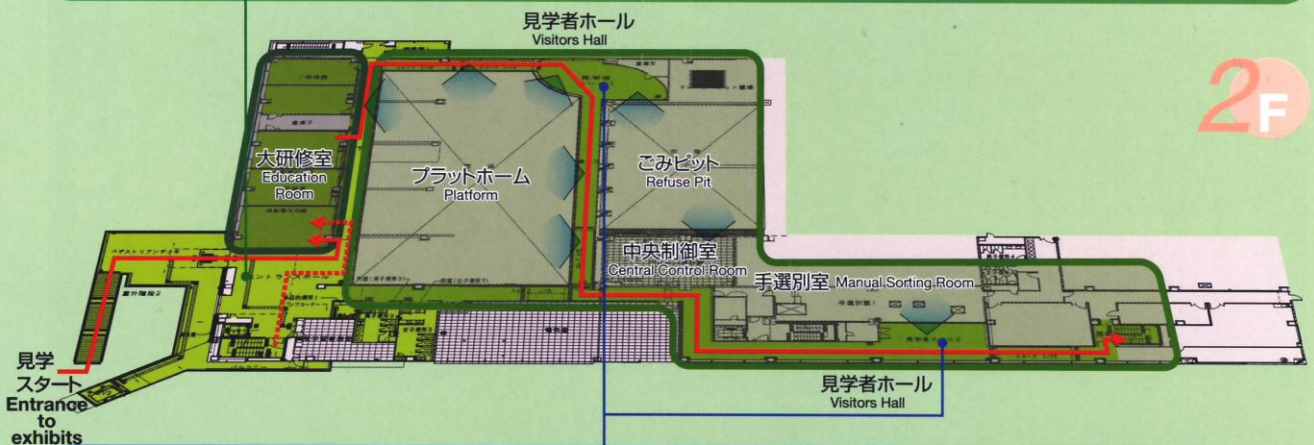 見学者ホール
Visitors Hall
2F
大研修室
Education
Room
プラットホーム
Platform
ごみピット
Refuse Pit
中央制御室
Central Control Room
手選別室 Manual Sorting Room
見学
スタート
Entrance
to
exhibits
見学者ホール
Visitors Hall